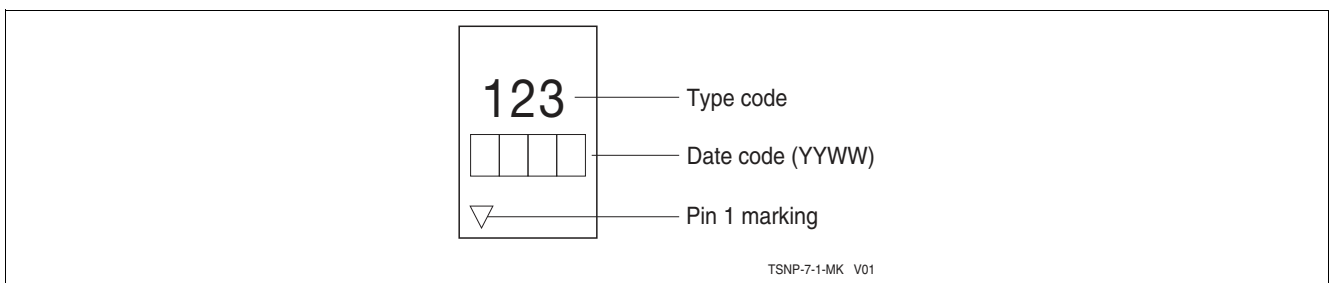 123
Type code
Date code (YYWW)
Pin 1 marking
TSNP-7-1-MK V01